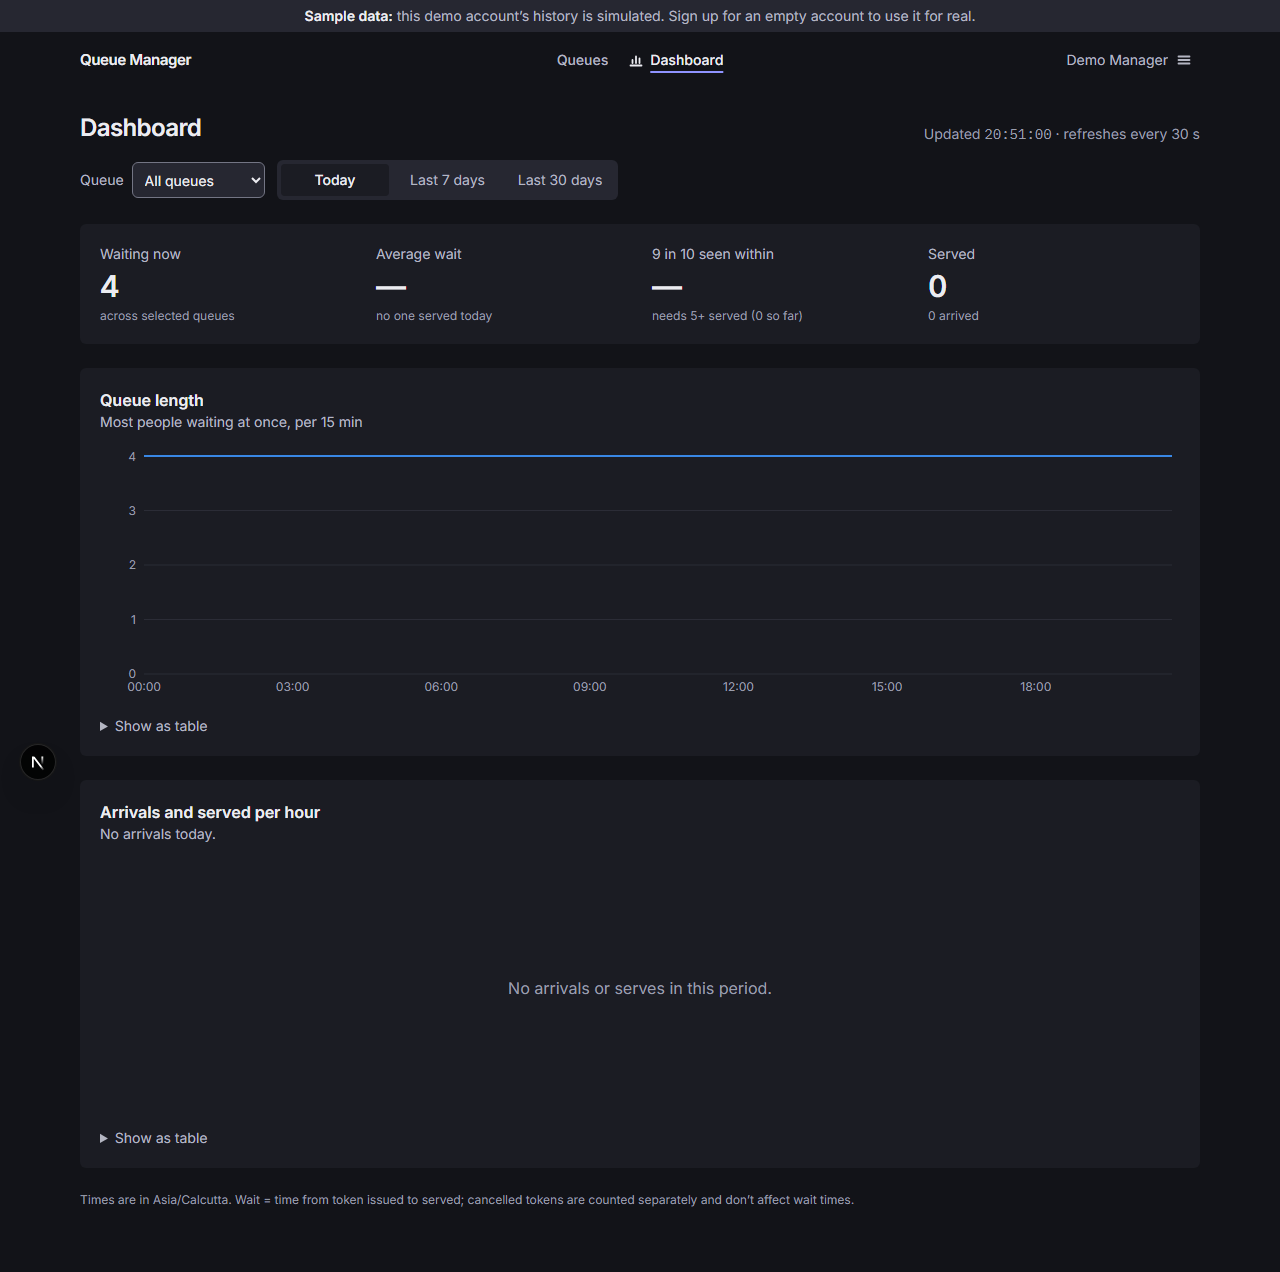 Sample data: this demo account’s history is simulated. Sign up for an empty account to use it for real.
Queue Manager
Queues
Dashboard
Demo Manager
Dashboard
Updated 20:51:00 · refreshes every 30 s
Queue
All queues
Today
Last 7 days
Last 30 days
Waiting now
4
across selected queues
Average wait
—
no one served today
9 in 10 seen within
—
needs 5+ served (0 so far)
Served
0
0 arrived
Queue length
Most people waiting at once, per 15 min
4
3
2
1
0
00:00 03:00 06:00 09:00 12:00 15:00 18:00
Show as table
N
Arrivals and served per hour
No arrivals today.
No arrivals or serves in this period.
Show as table
Times are in Asia/Calcutta. Wait = time from token issued to served; cancelled tokens are counted separately and don’t affect wait times.